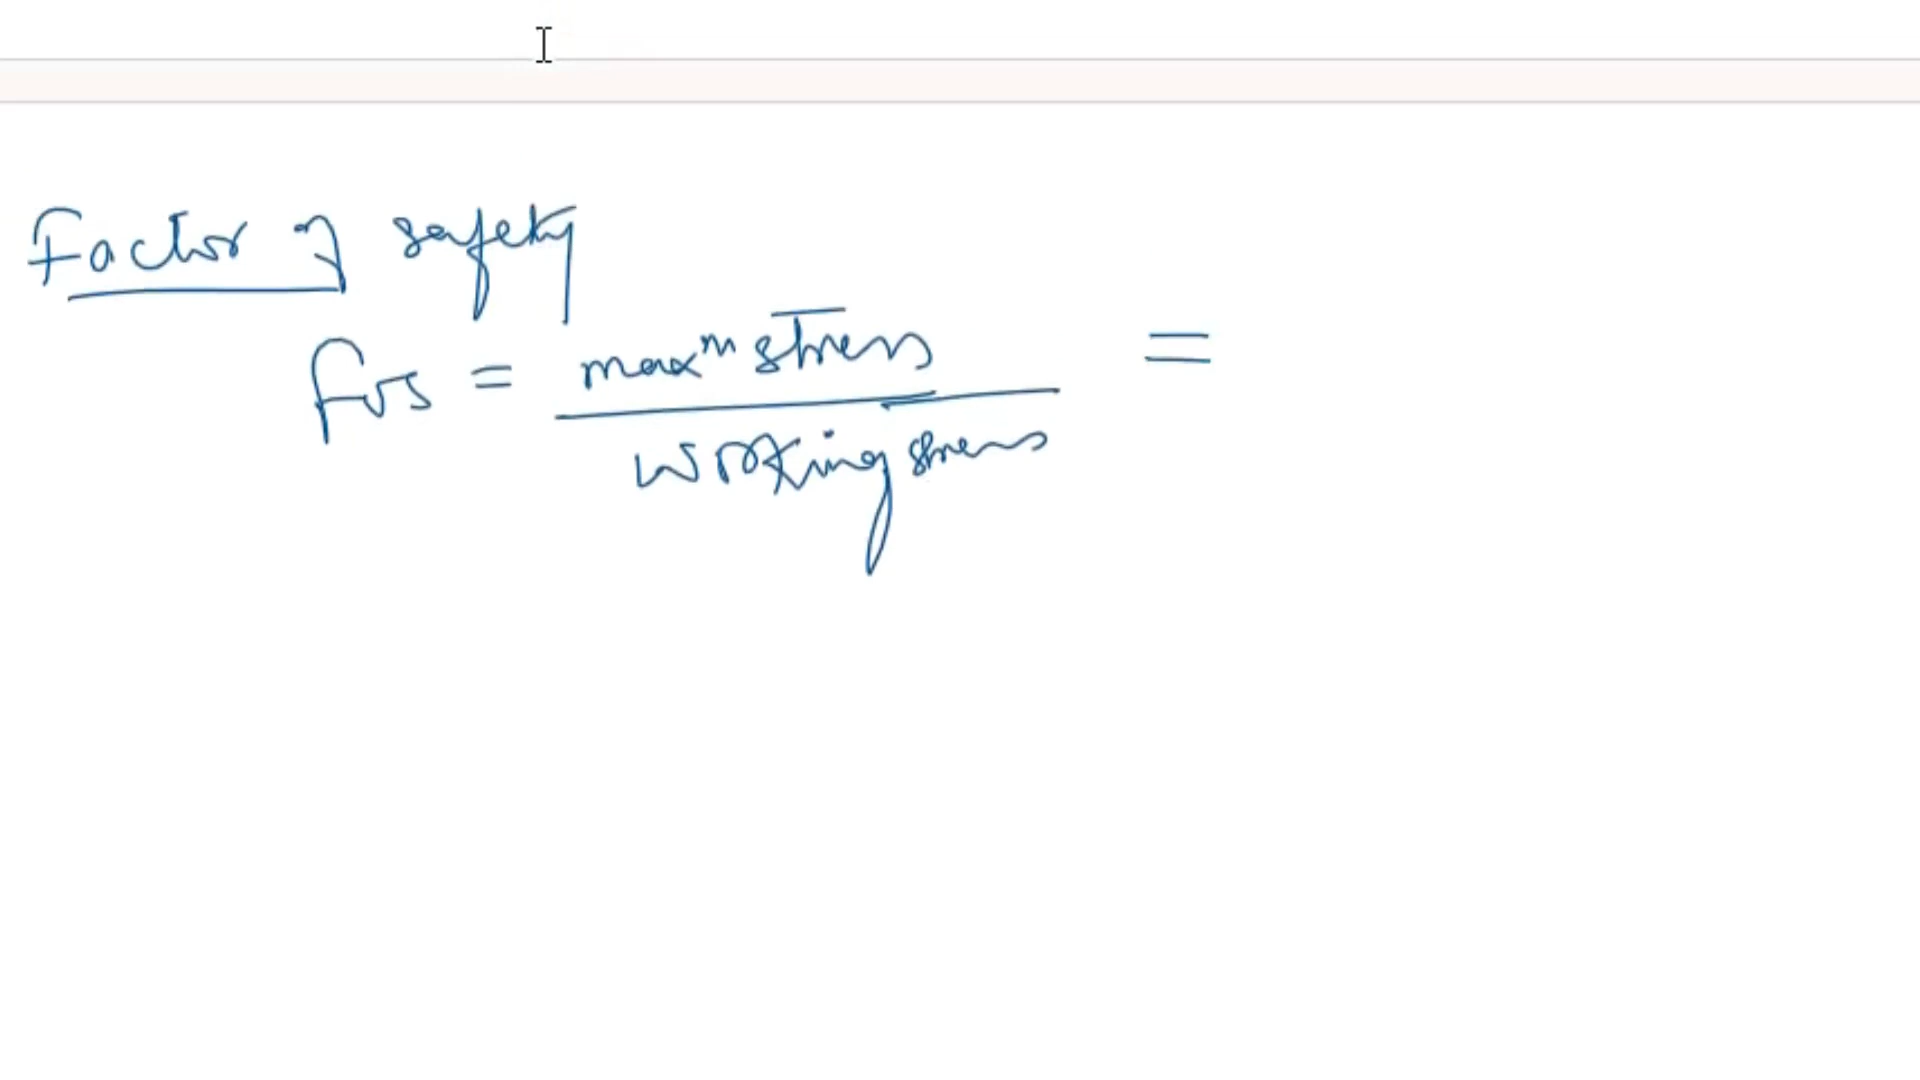 Factor of safety
fos = maxᵐ stress =
working stress